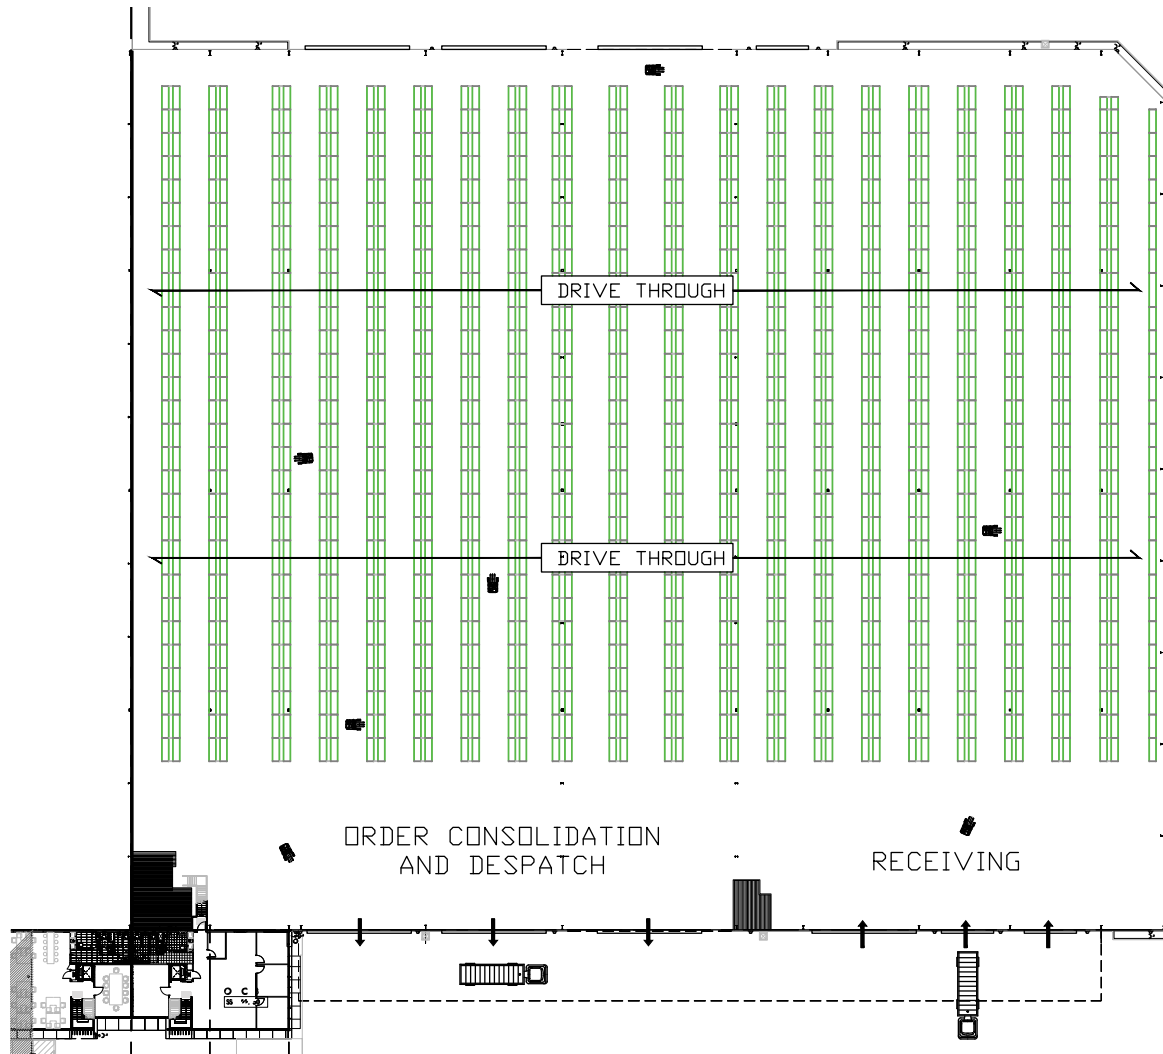 DRIVE THROUGH
DRIVE THROUGH
ORDER CONSOLIDATION
AND DESPATCH
RECEIVING